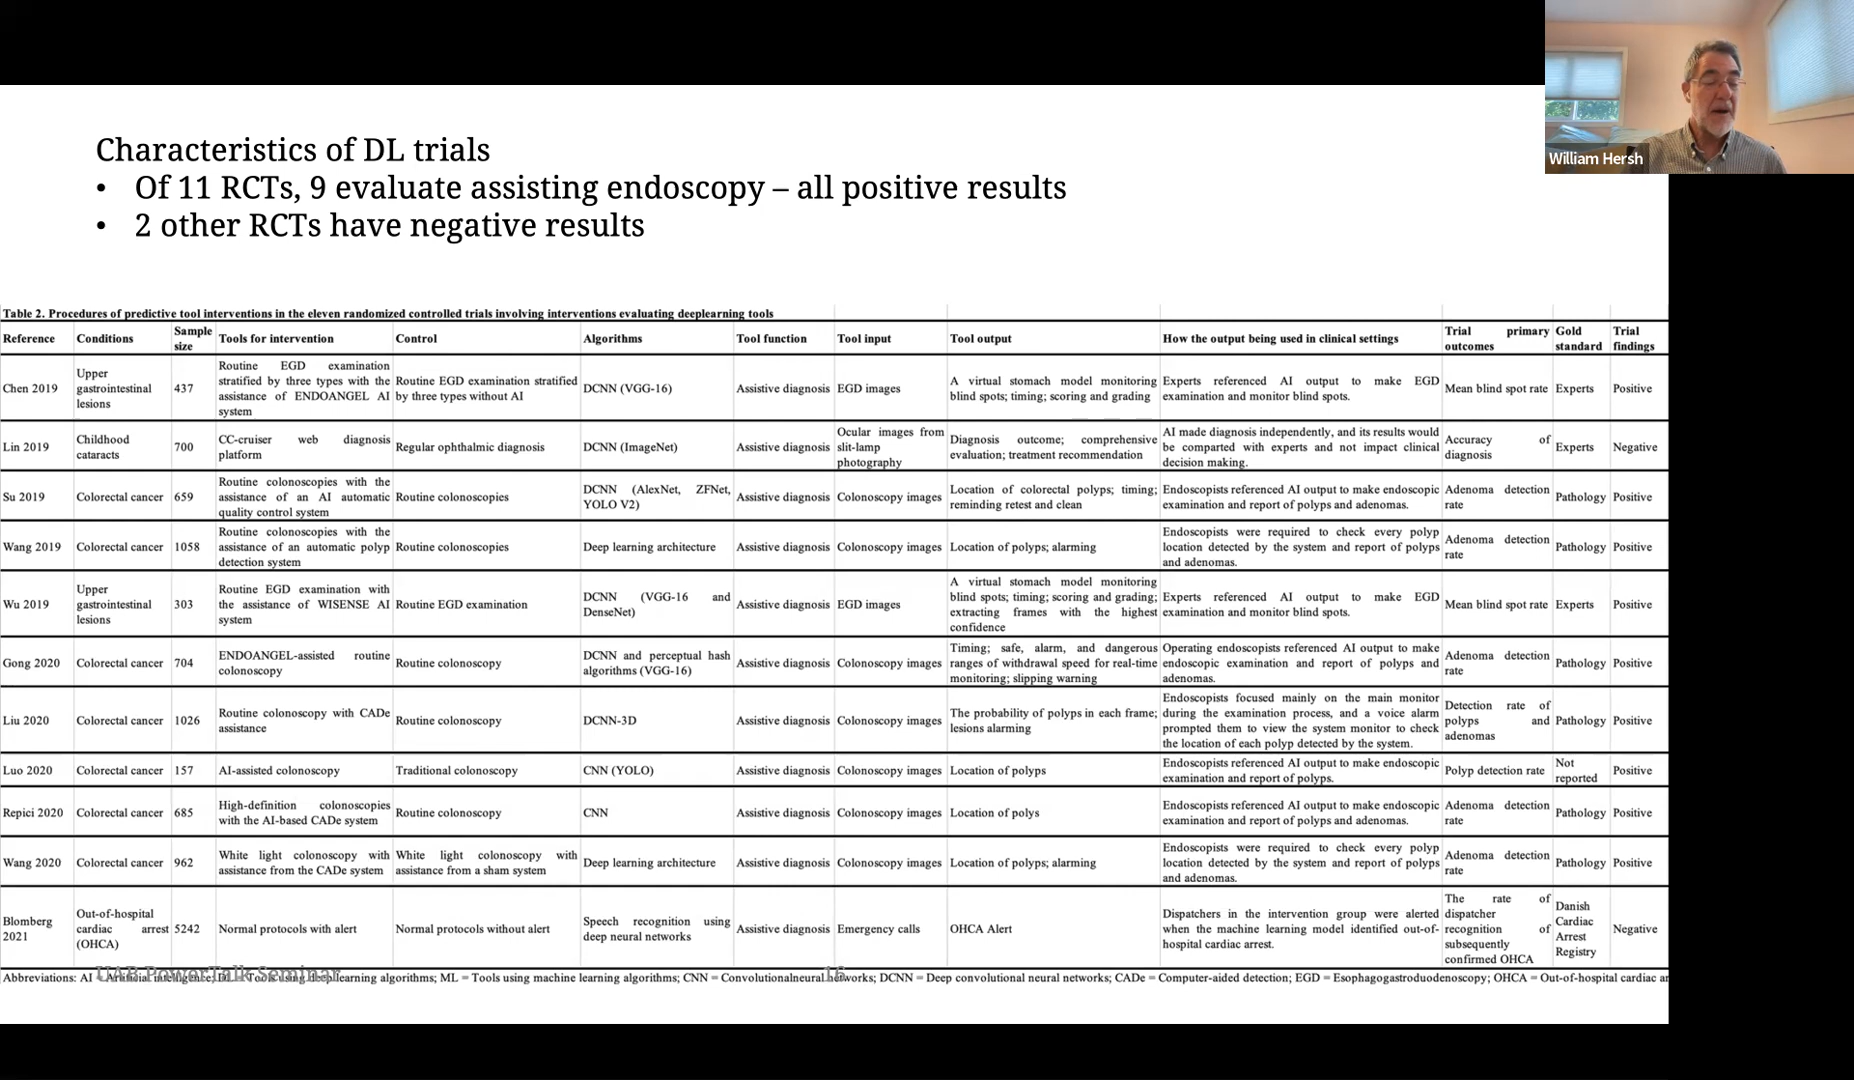 William Hersh
Characteristics of DL trials
• Of 11 RCTs, 9 evaluate assisting endoscopy – all positive results
• 2 other RCTs have negative results
Table 2. Procedures of predictive tool interventions in the eleven randomized controlled trials involving interventions evaluating deeplearning tools
Reference Conditions Sample size Tools for intervention Control Algorithms Tool function Tool input Tool output How the output being used in clinical settings Trial primary outcomes Gold standard Trial findings
Chen 2019 Upper gastrointestinal lesions 437 Routine EGD examination stratified by three types with the assistance of ENDOANGEL AI system Routine EGD examination stratified by three types without AI DCNN (VGG-16) Assistive diagnosis EGD images A virtual stomach model monitoring blind spots; timing; scoring and grading Experts referenced AI output to make EGD examination and monitor blind spots. Mean blind spot rate Experts Positive
Lin 2019 Childhood cataracts 700 CC-cruiser web diagnosis platform Regular ophthalmic diagnosis DCNN (ImageNet) Assistive diagnosis Ocular images from slit-lamp photography Diagnosis outcome; comprehensive evaluation; treatment recommendation AI made diagnosis independently, and its results would be comparted with experts and not impact clinical decision making. Accuracy of diagnosis Experts Negative
Su 2019 Colorectal cancer 659 Routine colonoscopies with the assistance of an AI automatic quality control system Routine colonoscopies DCNN (AlexNet, ZFNet, YOLO V2) Assistive diagnosis Colonoscopy images Location of colorectal polyps; timing; reminding retest and clean Endoscopists referenced AI output to make endoscopic examination and report of polyps and adenomas. Adenoma detection rate Pathology Positive
Wang 2019 Colorectal cancer 1058 Routine colonoscopies with the assistance of an automatic polyp detection system Routine colonoscopies Deep learning architecture Assistive diagnosis Colonoscopy images Location of polyps; alarming Endoscopists were required to check every polyp location detected by the system and report of polyps and adenomas. Adenoma detection rate Pathology Positive
Wu 2019 Upper gastrointestinal lesions 303 Routine EGD examination with the assistance of WISENSE AI system Routine EGD examination DCNN (VGG-16 and DenseNet) Assistive diagnosis EGD images A virtual stomach model monitoring blind spots; timing; scoring and grading; extracting frames with the highest confidence Experts referenced AI output to make EGD examination and monitor blind spots. Mean blind spot rate Experts Positive
Gong 2020 Colorectal cancer 704 ENDOANGEL-assisted routine colonoscopy Routine colonoscopy DCNN and perceptual hash algorithms (VGG-16) Assistive diagnosis Colonoscopy images Timing; safe, alarm, and dangerous ranges of withdrawal speed for real-time monitoring; slipping warning Operating endoscopists referenced AI output to make endoscopic examination and report of polyps and adenomas. Adenoma detection rate Pathology Positive
Liu 2020 Colorectal cancer 1026 Routine colonoscopy with CADe assistance Routine colonoscopy DCNN-3D Assistive diagnosis Colonoscopy images The probability of polyps in each frame; lesions alarming Endoscopists focused mainly on the main monitor during the examination process, and a voice alarm prompted them to view the system monitor to check the location of each polyp detected by the system. Detection rate of polyps and adenomas Pathology Positive
Luo 2020 Colorectal cancer 157 AI-assisted colonoscopy Traditional colonoscopy CNN (YOLO) Assistive diagnosis Colonoscopy images Location of polyps Endoscopists referenced AI output to make endoscopic examination and report of polyps. Polyp detection rate Not reported Positive
Repici 2020 Colorectal cancer 685 High-definition colonoscopies with the AI-based CADe system Routine colonoscopy CNN Assistive diagnosis Colonoscopy images Location of polys Endoscopists referenced AI output to make endoscopic examination and report of polyps and adenomas. Adenoma detection rate Pathology Positive
Wang 2020 Colorectal cancer 962 White light colonoscopy with assistance from the CADe system White light colonoscopy with assistance from a sham system Deep learning architecture Assistive diagnosis Colonoscopy images Location of polyps; alarming Endoscopists were required to check every polyp location detected by the system and report of polyps and adenomas. Adenoma detection rate Pathology Positive
Blomberg 2021 Out-of-hospital cardiac arrest (OHCA) 5242 Normal protocols with alert Normal protocols without alert Speech recognition using deep neural networks Assistive diagnosis Emergency calls OHCA Alert Dispatchers in the intervention group were alerted when the machine learning model identified out-of-hospital cardiac arrest. The rate of dispatcher recognition of subsequently confirmed OHCA Danish Cardiac Arrest Registry Negative
Abbreviations: AI = Artificial intelligence; DL = Tools using deep learning algorithms; ML = Tools using machine learning algorithms; CNN = Convolutionalneural networks; DCNN = Deep convolutional neural networks; CADe = Computer-aided detection; EGD = Esophagogastroduodenoscopy; OHCA = Out-of-hospital cardiac ar
UAB PowerTalk Seminar 16